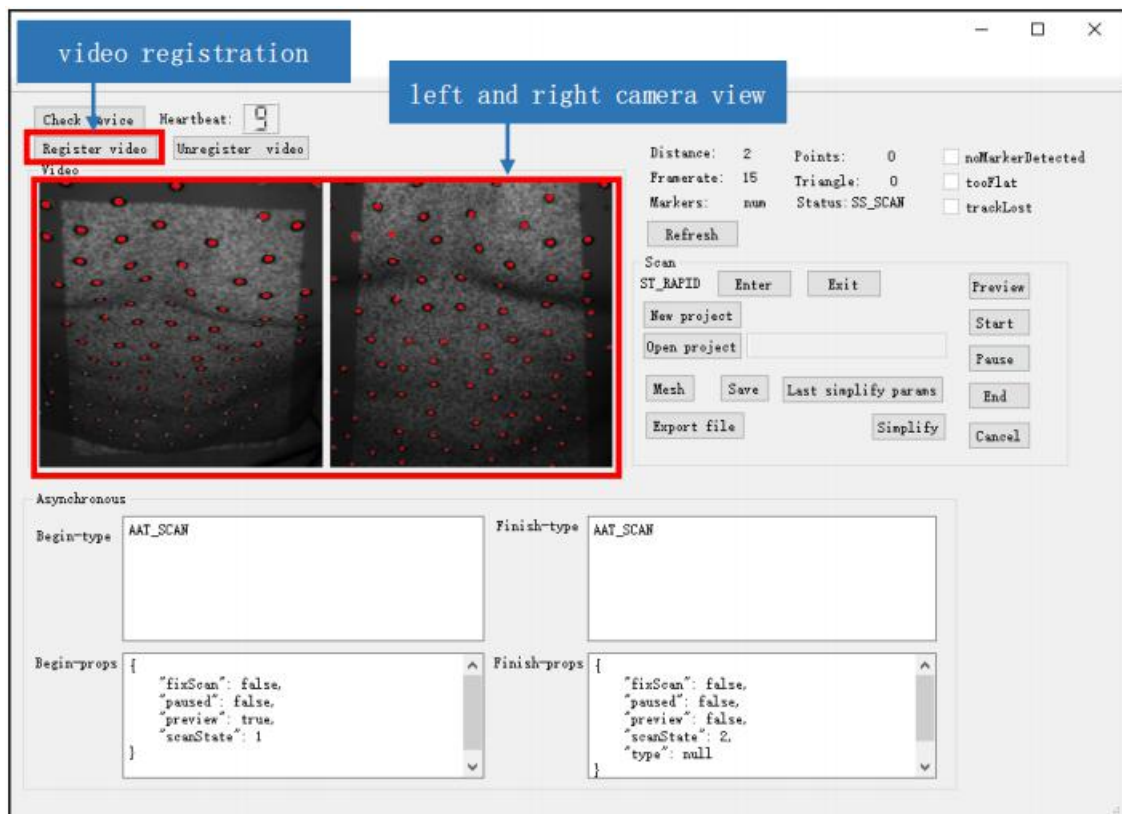 video registration
left and right camera view
Check device Heartbeat: 9
Register video Unregister video
Video
Distance: 2 Points: 0 noMarkerDetected
Framerate: 15 Triangle: 0 tooFlat
Markers: num Status: SS_SCAN trackLost
Refresh
Scan
ST_RAPID Enter Exit Preview
New project Start
Open project Pause
Mesh Save Last simplify params End
Export file Simplify Cancel
Asynchronous
Begin-type AAT_SCAN Finish-type AAT_SCAN
Begin-props { Finish-props {
"fixScan": false, "fixScan": false,
"paused": false, "paused": false,
"preview": true, "preview": false,
"scanState": 1 "scanState": 2,
} "type": null
}